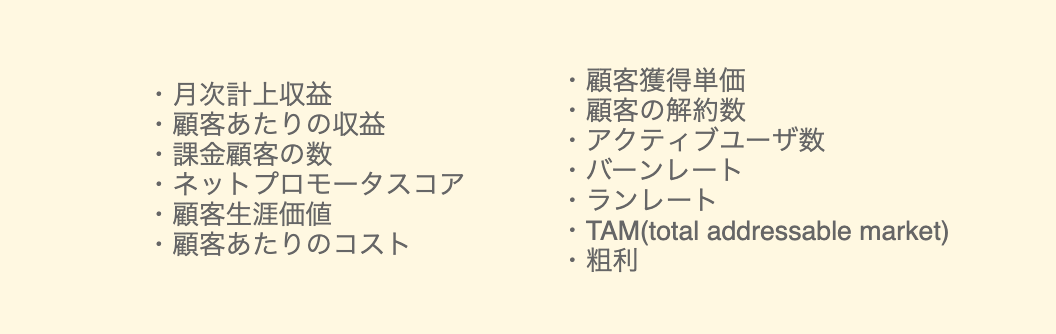 ・月次計上収益
・顧客あたりの収益
・課金顧客の数
・ネットプロモータスコア
・顧客生涯価値
・顧客あたりのコスト
・顧客獲得単価
・顧客の解約数
・アクティブユーザ数
・バーンレート
・ランレート
・TAM(total addressable market)
・粗利